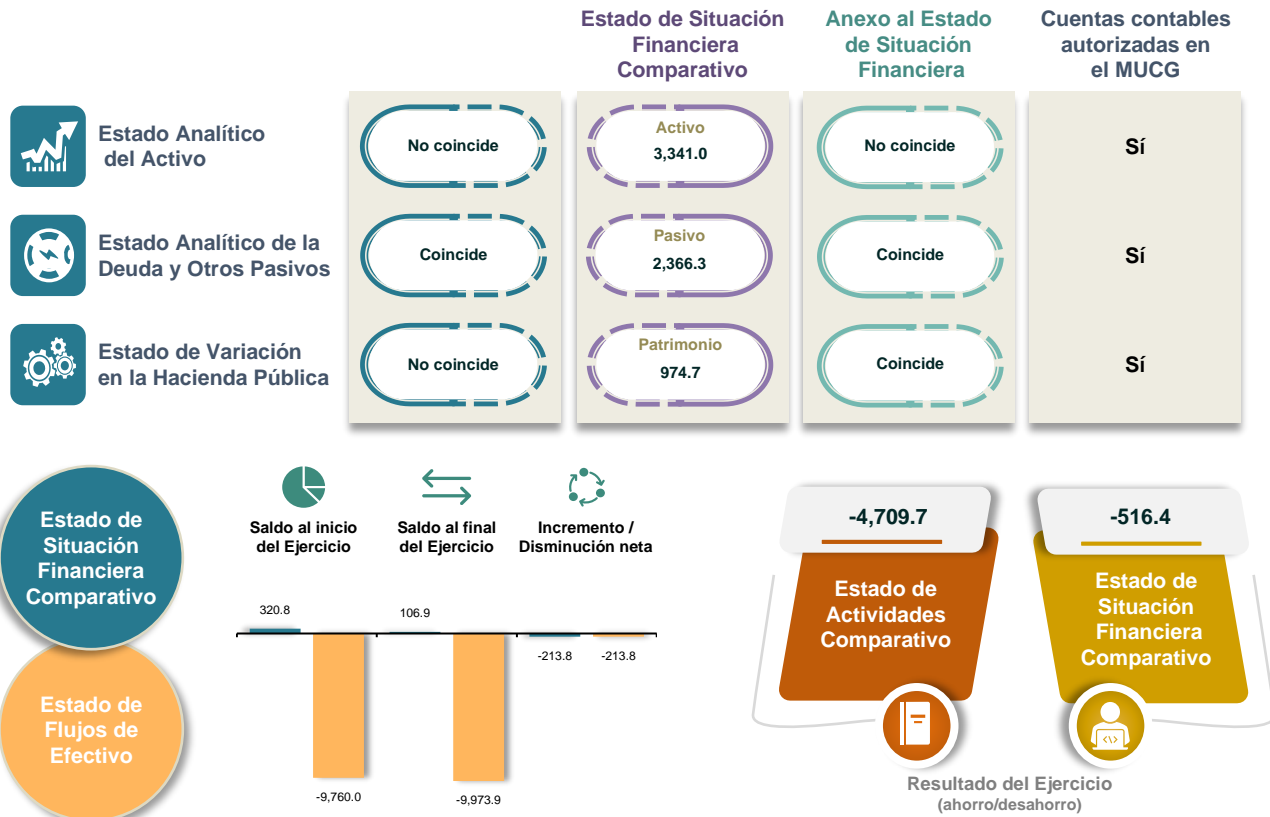 Estado de Situación
Financiera
Comparativo
Anexo al Estado
de Situación
Financiera
Cuentas contables
autorizadas en
el MUCG
Estado Analítico
del Activo
No coincide
Activo
3,341.0
No coincide
Sí
Estado Analítico de la
Deuda y Otros Pasivos
Coincide
Pasivo
2,366.3
Coincide
Sí
Estado de Variación
en la Hacienda Pública
No coincide
Patrimonio
974.7
Coincide
Sí
Estado de
Situación
Financiera
Comparativo
Estado de
Flujos de
Efectivo
Saldo al inicio
del Ejercicio
Saldo al final
del Ejercicio
Incremento /
Disminución neta
320.8
106.9
-213.8
-213.8
-9,760.0
-9,973.9
-4,709.7
Estado de
Actividades
Comparativo
-516.4
Estado de
Situación
Financiera
Comparativo
Resultado del Ejercicio
(ahorro/desahorro)